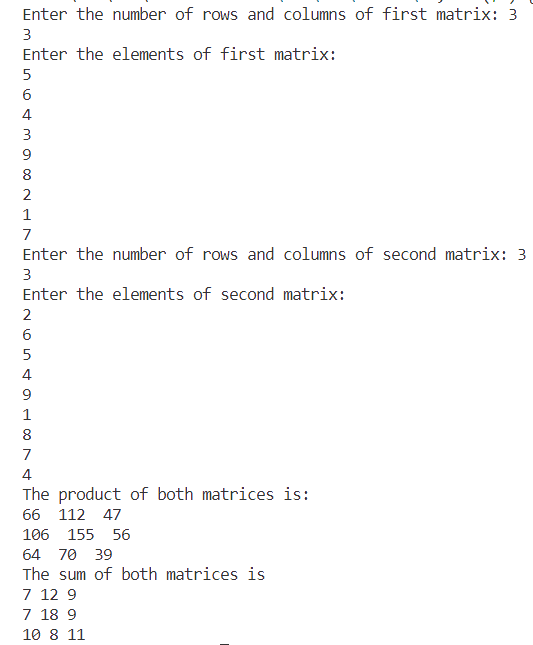 Enter the number of rows and columns of first matrix: 3
3
Enter the elements of first matrix:
5
6
4
3
9
8
2
1
7
Enter the number of rows and columns of second matrix: 3
3
Enter the elements of second matrix:
2
6
5
4
9
1
8
7
4
The product of both matrices is:
66  112  47
106  155  56
64  70  39
The sum of both matrices is
7 12 9
7 18 9
10 8 11